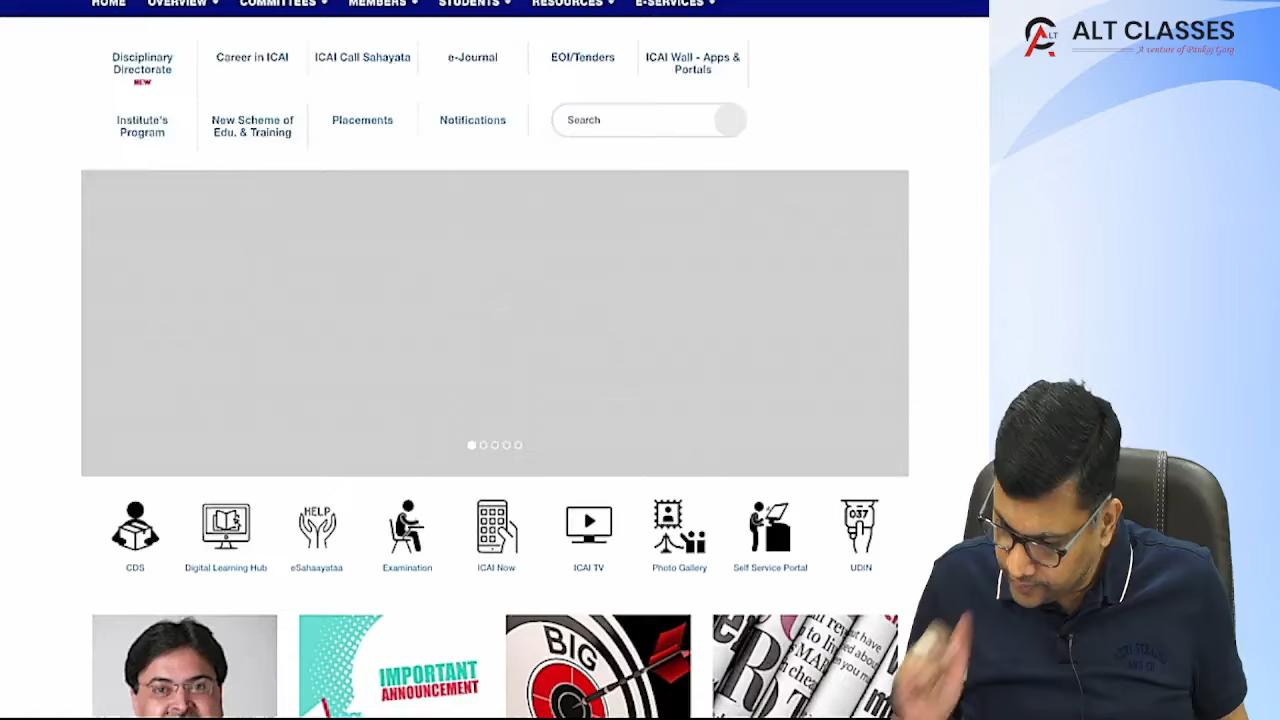 HOME OVERVIEW COMMITTEES MEMBERS STUDENTS RESOURCES E-SERVICES
ALT
ALT CLASSES
A venture of Pankaj Garg
Disciplinary
Directorate
NEW
Career in ICAI
ICAI Call Sahayata
e-Journal
EOI/Tenders
ICAI Wall - Apps &
Portals
Institute's
Program
New Scheme of
Edu. & Training
Placements
Notifications
Search
HELP
037
CDS
Digital Learning Hub
eSahaayataa
Examination
ICAI Now
ICAI TV
Photo Gallery
Self Service Portal
UDIN
IMPORTANT
ANNOUNCEMENT
BIG